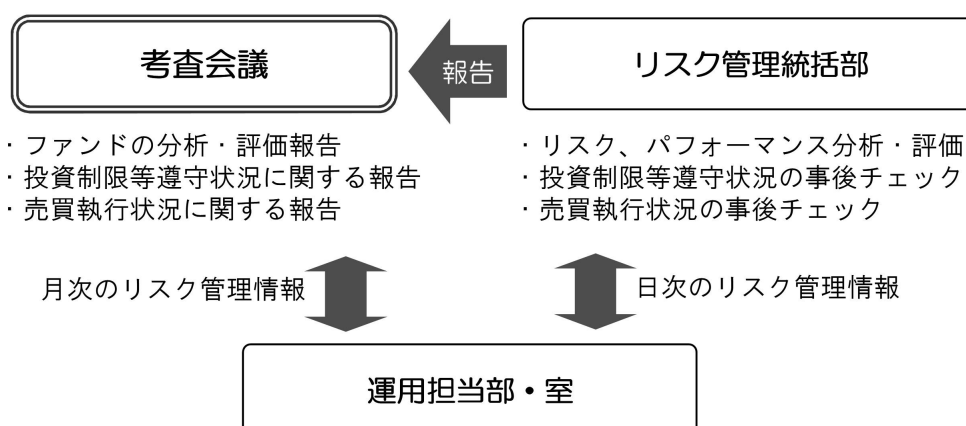 考査会議
報告
リスク管理統括部
・ファンドの分析・評価報告
・投資制限等遵守状況に関する報告
・売買執行状況に関する報告
・リスク、パフォーマンス分析・評価
・投資制限等遵守状況の事後チェック
・売買執行状況の事後チェック
月次のリスク管理情報
日次のリスク管理情報
運用担当部・室